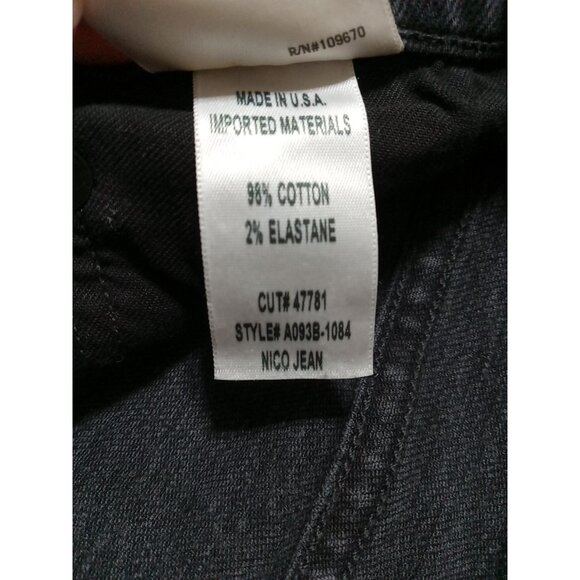 R/N#109670
MADE IN U.S.A.
IMPORTED MATERIALS
98% COTTON
2% ELASTANE
CUT# 47781
STYLE# A093B-1084
NICO JEAN